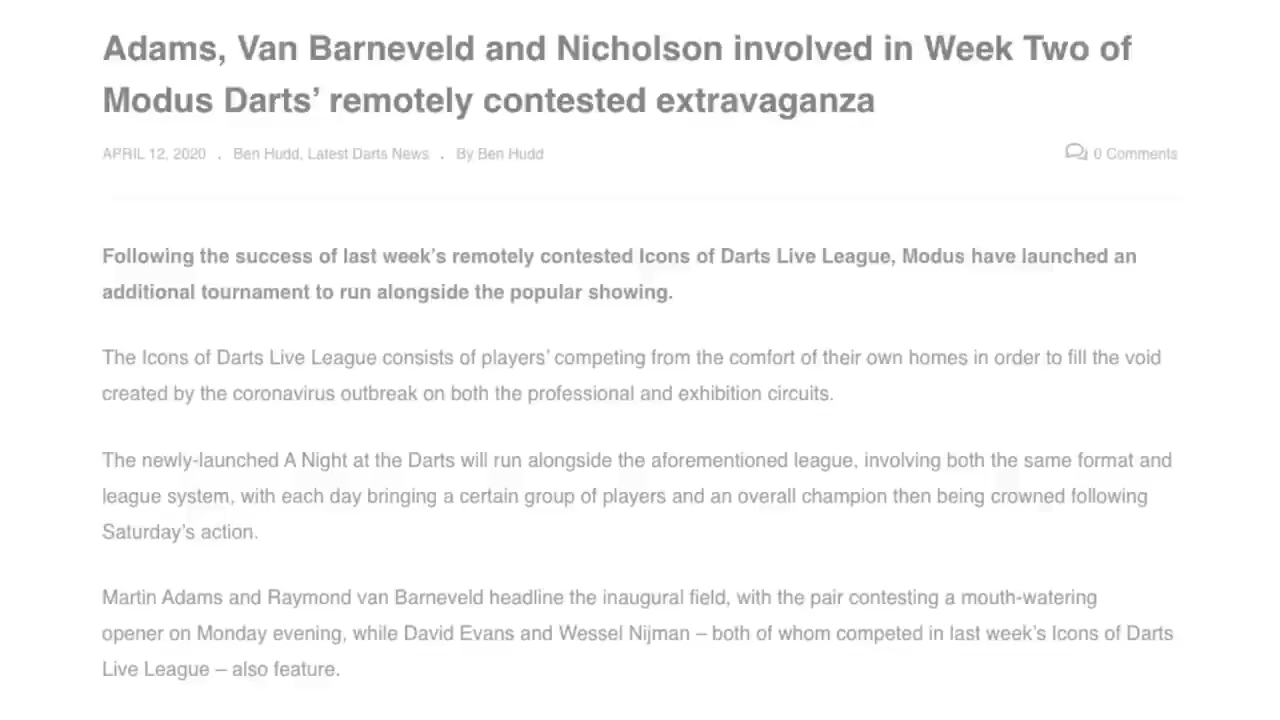 Adams, Van Barneveld and Nicholson involved in Week Two of
Modus Darts’ remotely contested extravaganza
APRIL 12, 2020 . Ben Hudd, Latest Darts News . By Ben Hudd 0 Comments
Following the success of last week’s remotely contested Icons of Darts Live League, Modus have launched an
additional tournament to run alongside the popular showing.
The Icons of Darts Live League consists of players’ competing from the comfort of their own homes in order to fill the void
created by the coronavirus outbreak on both the professional and exhibition circuits.
The newly-launched A Night at the Darts will run alongside the aforementioned league, involving both the same format and
league system, with each day bringing a certain group of players and an overall champion then being crowned following
Saturday’s action.
Martin Adams and Raymond van Barneveld headline the inaugural field, with the pair contesting a mouth-watering
opener on Monday evening, while David Evans and Wessel Nijman – both of whom competed in last week’s Icons of Darts
Live League – also feature.